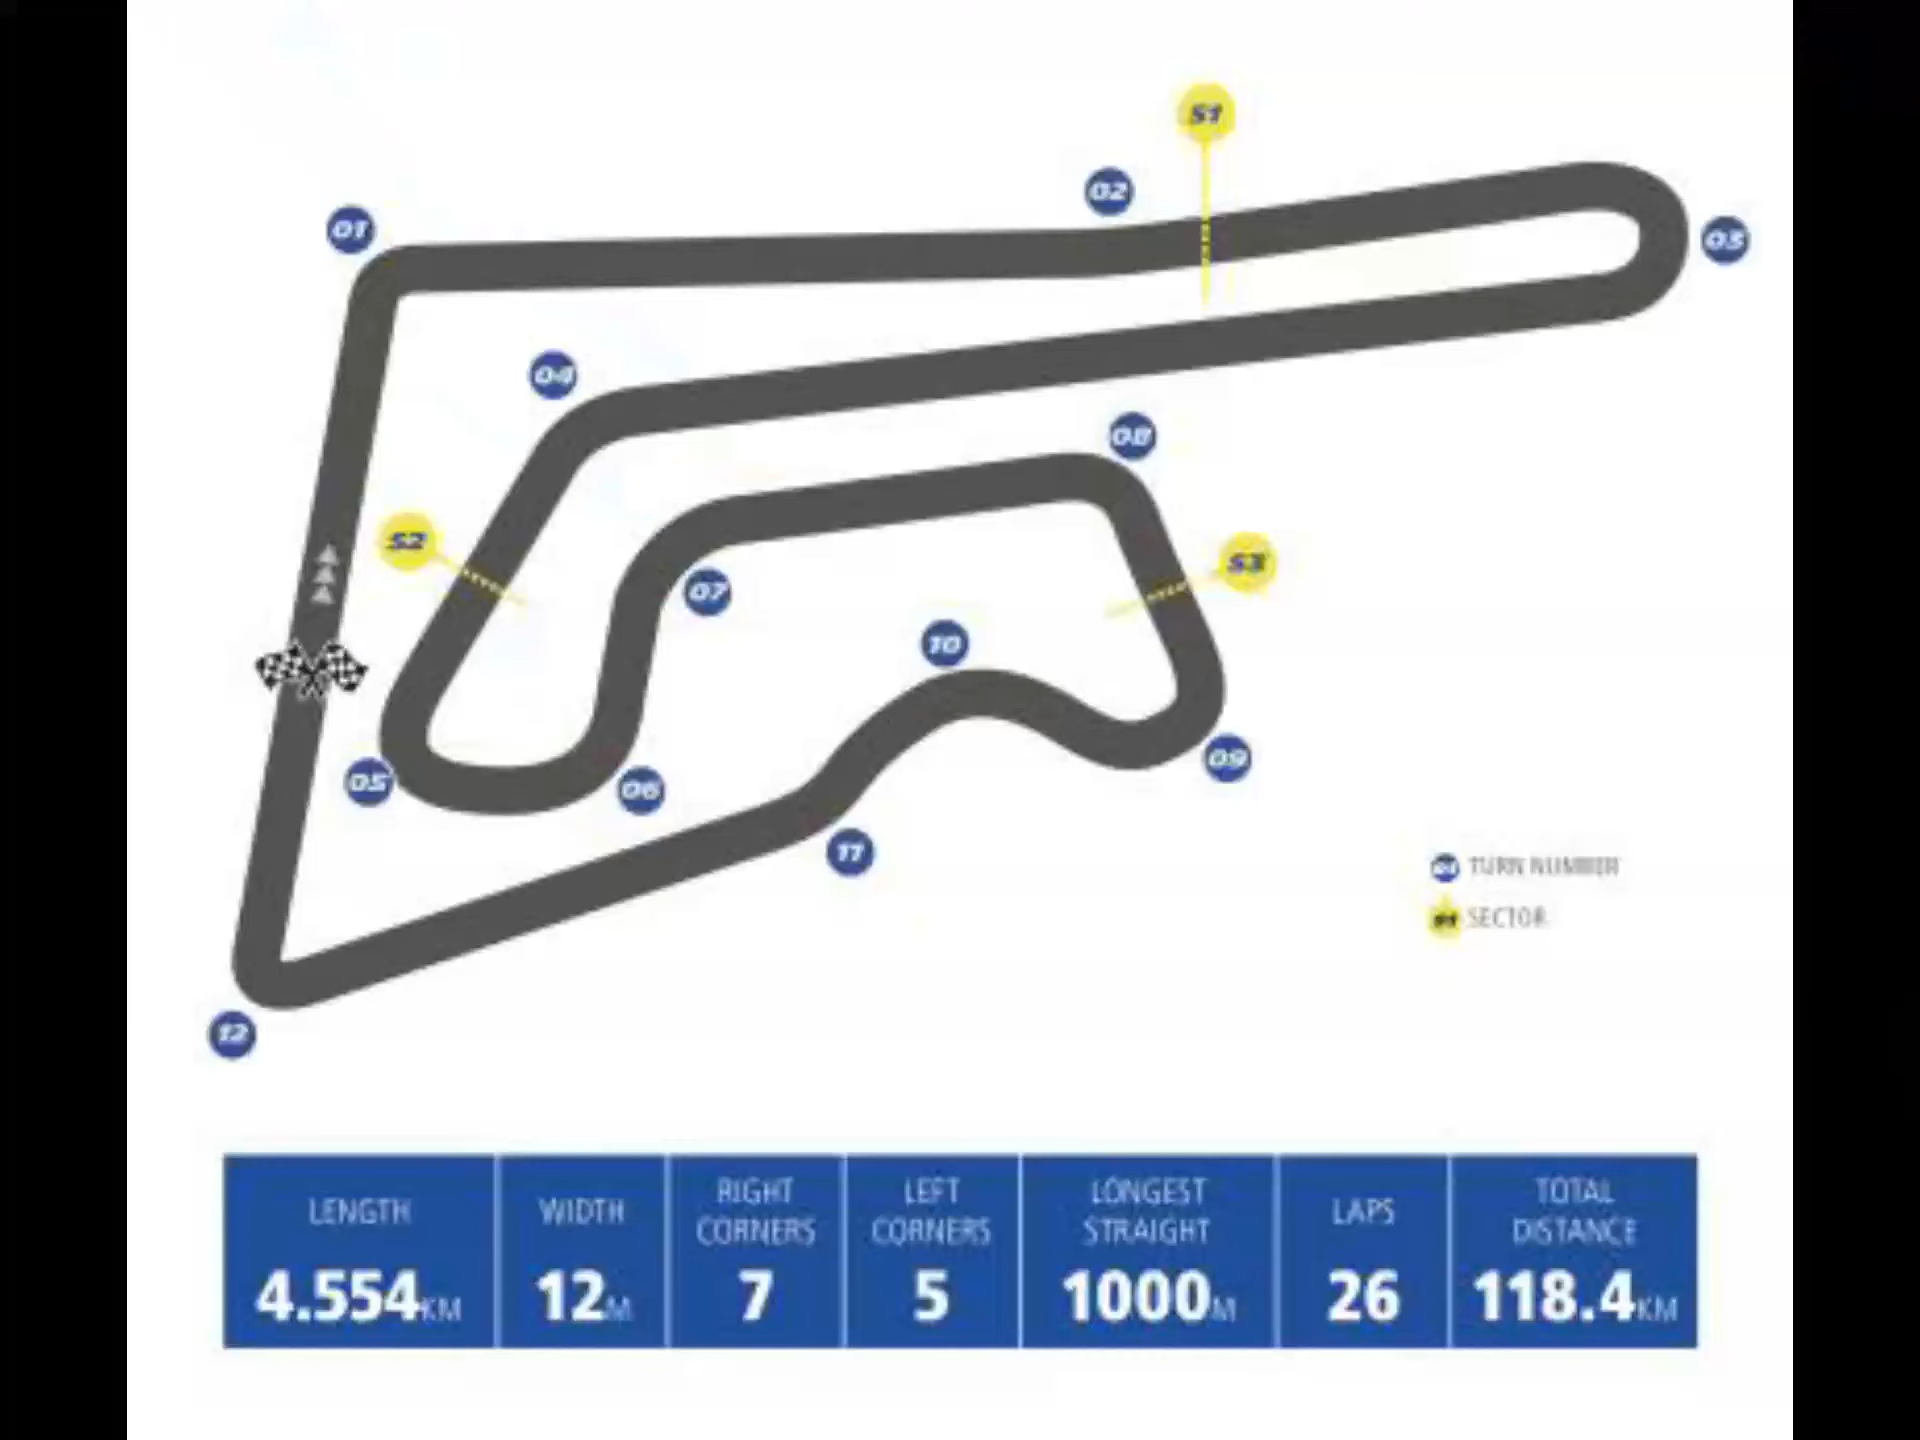 S1
02
01
03
04
08
S2
S3
07
10
05
06
09
11
TURN NUMBER
SECTOR
12
LENGTH
4.554KM
WIDTH
12M
RIGHT
CORNERS
7
LEFT
CORNERS
5
LONGEST
STRAIGHT
1000M
LAPS
26
TOTAL
DISTANCE
118.4KM